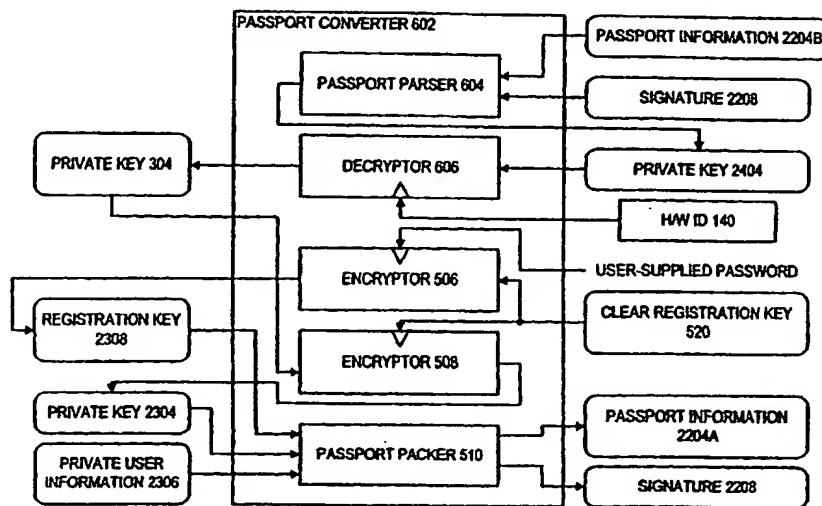 PASSPORT CONVERTER 602
PASSPORT INFORMATION 2204B
PASSPORT PARSER 604
SIGNATURE 2208
PRIVATE KEY 304
DECRYPTOR 606
PRIVATE KEY 2404
H/W ID 140
ENCRYPTOR 506
USER-SUPPLIED PASSWORD
REGISTRATION KEY
2308
CLEAR REGISTRATION KEY
520
ENCRYPTOR 508
PRIVATE KEY 2304
PASSPORT INFORMATION
2204A
PRIVATE USER
INFORMATION 2306
PASSPORT PACKER 510
SIGNATURE 2208